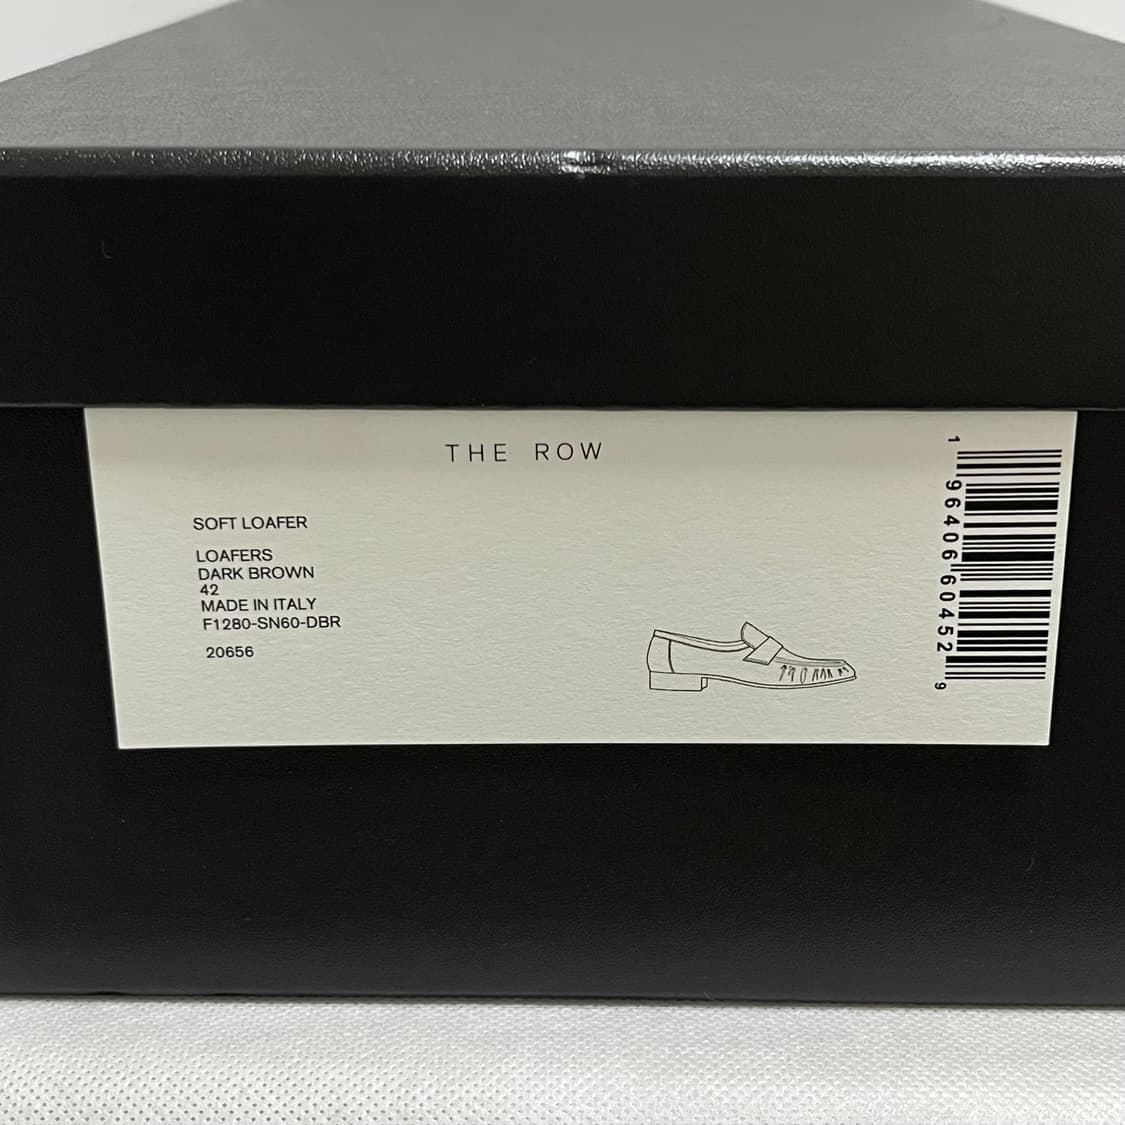 THE ROW
SOFT LOAFER
LOAFERS
DARK BROWN
42
MADE IN ITALY
F1280-SN60-DBR
20656
1 96406 60452 9